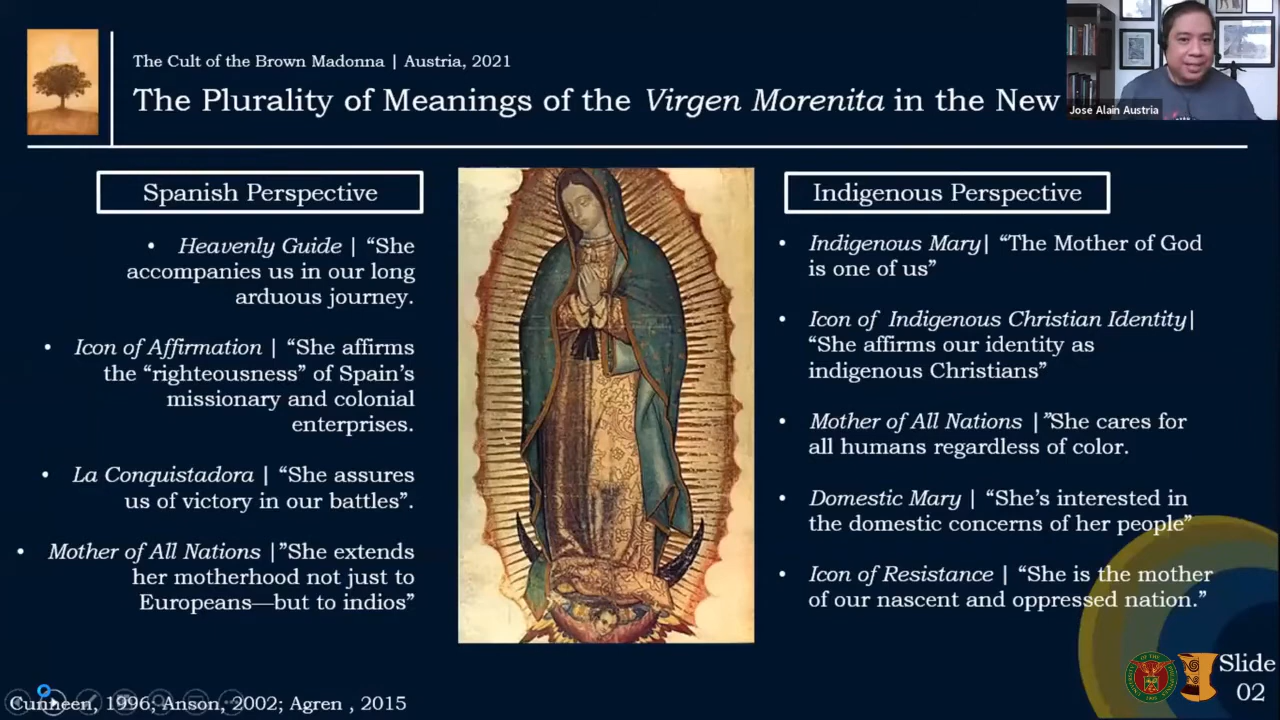 The Cult of the Brown Madonna | Austria, 2021
The Plurality of Meanings of the Virgen Morenita in the New
Jose Alain Austria
Spanish Perspective
• Heavenly Guide | “She
accompanies us in our long
arduous journey.
• Icon of Affirmation | “She affirms
the “righteousness” of Spain’s
missionary and colonial
enterprises.
• La Conquistadora | “She assures
us of victory in our battles”.
• Mother of All Nations |”She extends
her motherhood not just to
Europeans—but to indios”
Indigenous Perspective
• Indigenous Mary| “The Mother of God
is one of us”
• Icon of Indigenous Christian Identity|
“She affirms our identity as
indigenous Christians”
• Mother of All Nations |”She cares for
all humans regardless of color.
• Domestic Mary | “She’s interested in
the domestic concerns of her people”
• Icon of Resistance | “She is the mother
of our nascent and oppressed nation.”
Slide
02
Cunneen, 1996; Anson, 2002; Agren , 2015